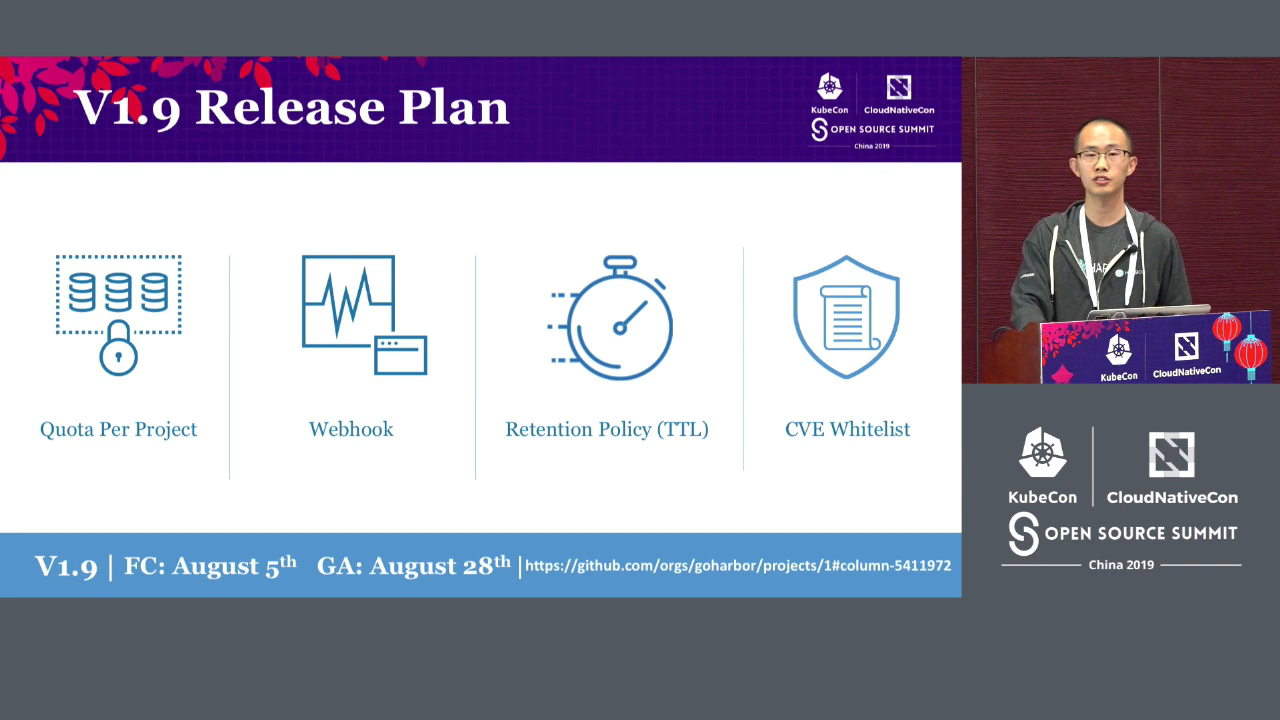 V1.9 Release Plan
KubeCon
CloudNativeCon
OPEN SOURCE SUMMIT
China 2019
Quota Per Project
Webhook
Retention Policy (TTL)
CVE Whitelist
V1.9 | FC: August 5th GA: August 28th | https://github.com/orgs/goharbor/projects/1#column-5411972
KubeCon
CloudNativeCon
KubeCon
CloudNativeCon
OPEN SOURCE SUMMIT
China 2019